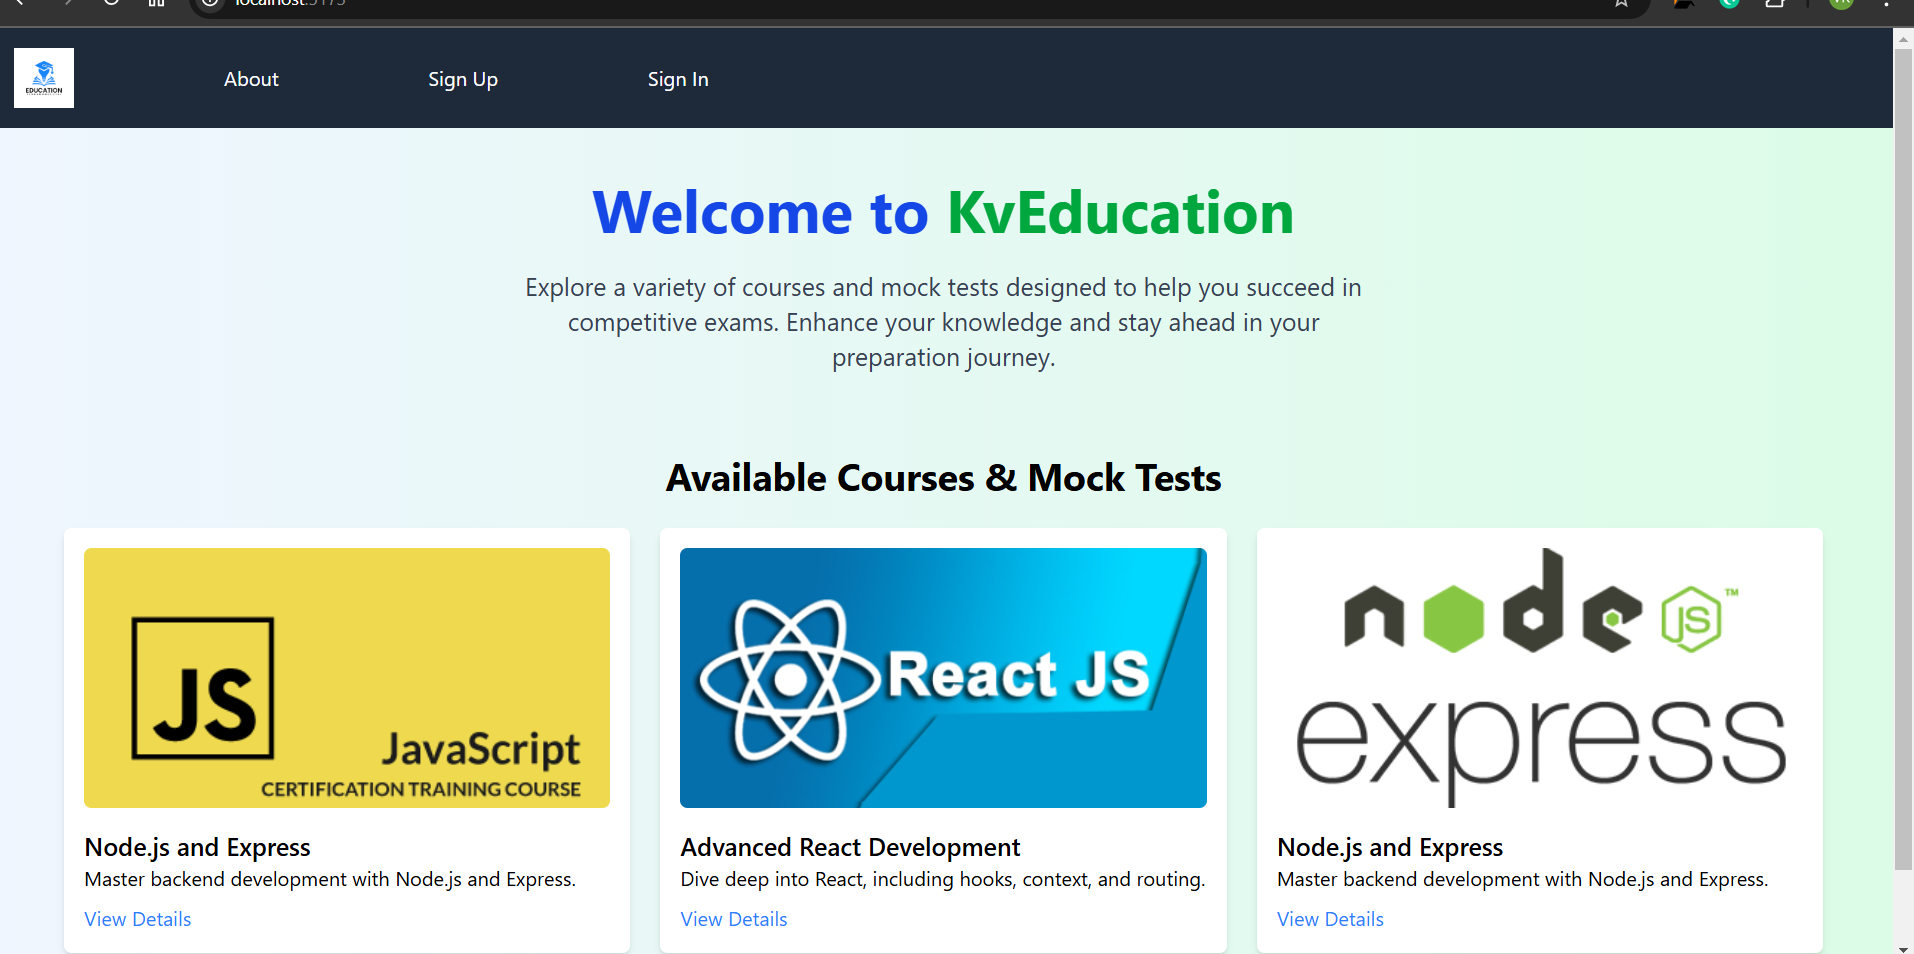 localhost:5173
VK
EDUCATION
About
Sign Up
Sign In
Welcome to KvEducation
Explore a variety of courses and mock tests designed to help you succeed in
competitive exams. Enhance your knowledge and stay ahead in your
preparation journey.
Available Courses & Mock Tests
JS
JavaScript
CERTIFICATION TRAINING COURSE
Node.js and Express
Master backend development with Node.js and Express.
View Details
React JS
Advanced React Development
Dive deep into React, including hooks, context, and routing.
View Details
node JS™
express
Node.js and Express
Master backend development with Node.js and Express.
View Details